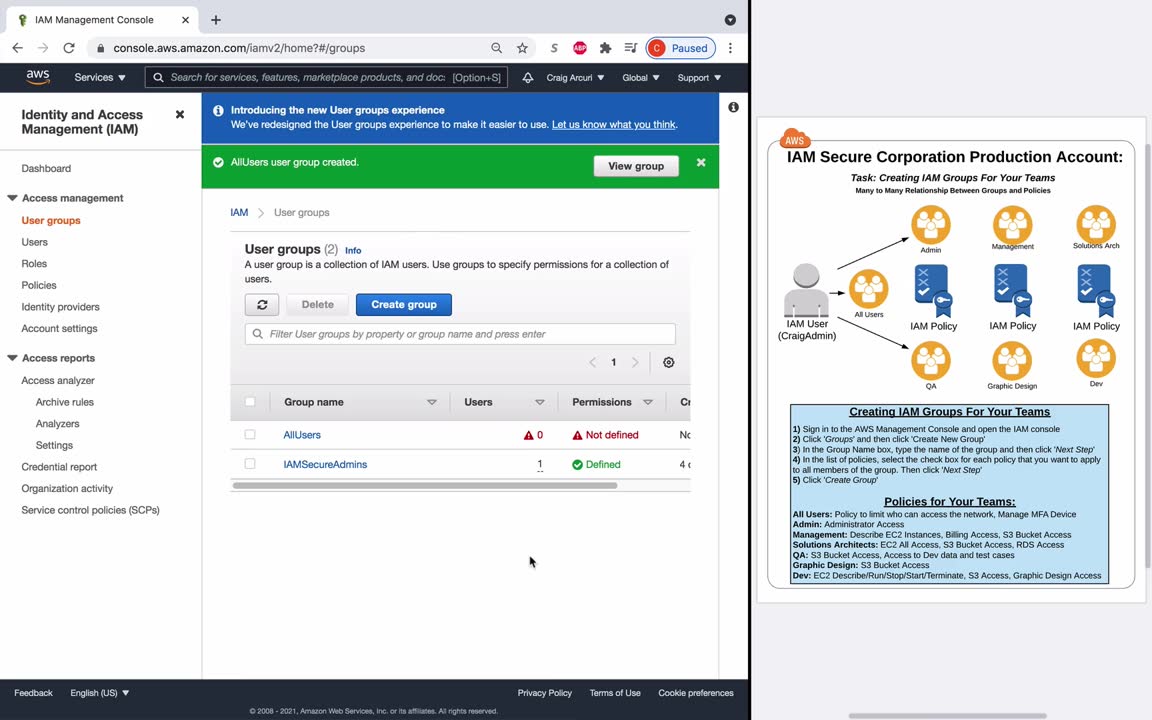 IAM Management Console
console.aws.amazon.com/iamv2/home?#/groups
S
ABP
C Paused
aws
Services
Search for services, features, marketplace products, and doc: [Option+S]
Craig Arcuri
Global
Support
Identity and Access
Management (IAM)
Dashboard
Access management
User groups
Users
Roles
Policies
Identity providers
Account settings
Access reports
Access analyzer
Archive rules
Analyzers
Settings
Credential report
Organization activity
Service control policies (SCPs)
Introducing the new User groups experience
We've redesigned the User groups experience to make it easier to use. Let us know what you think.
AllUsers user group created.
View group
IAM
User groups
User groups (2) Info
A user group is a collection of IAM users. Use groups to specify permissions for a collection of
users.
Delete
Create group
Filter User groups by property or group name and press enter
1
Group name
Users
Permissions
Cr
AllUsers
0
Not defined
Nc
IAMSecureAdmins
1
Defined
4 c
Feedback
English (US)
Privacy Policy
Terms of Use
Cookie preferences
© 2008 - 2021, Amazon Web Services, Inc. or its affiliates. All rights reserved.
AWS
IAM Secure Corporation Production Account:
Task: Creating IAM Groups For Your Teams
Many to Many Relationship Between Groups and Policies
Admin
Management
Solutions Arch
IAM User
(CraigAdmin)
All Users
IAM Policy
IAM Policy
IAM Policy
QA
Graphic Design
Dev
Creating IAM Groups For Your Teams
1) Sign in to the AWS Management Console and open the IAM console
2) Click 'Groups' and then click 'Create New Group'
3) In the Group Name box, type the name of the group and then click 'Next Step'
4) In the list of policies, select the check box for each policy that you want to apply
to all members of the group. Then click 'Next Step'
5) Click 'Create Group'
Policies for Your Teams:
All Users: Policy to limit who can access the network, Manage MFA Device
Admin: Administrator Access
Management: Describe EC2 Instances, Billing Access, S3 Bucket Access
Solutions Architects: EC2 All Access, S3 Bucket Access, RDS Access
QA: S3 Bucket Access, Access to Dev data and test cases
Graphic Design: S3 Bucket Access
Dev: EC2 Describe/Run/Stop/Start/Terminate, S3 Access, Graphic Design Access